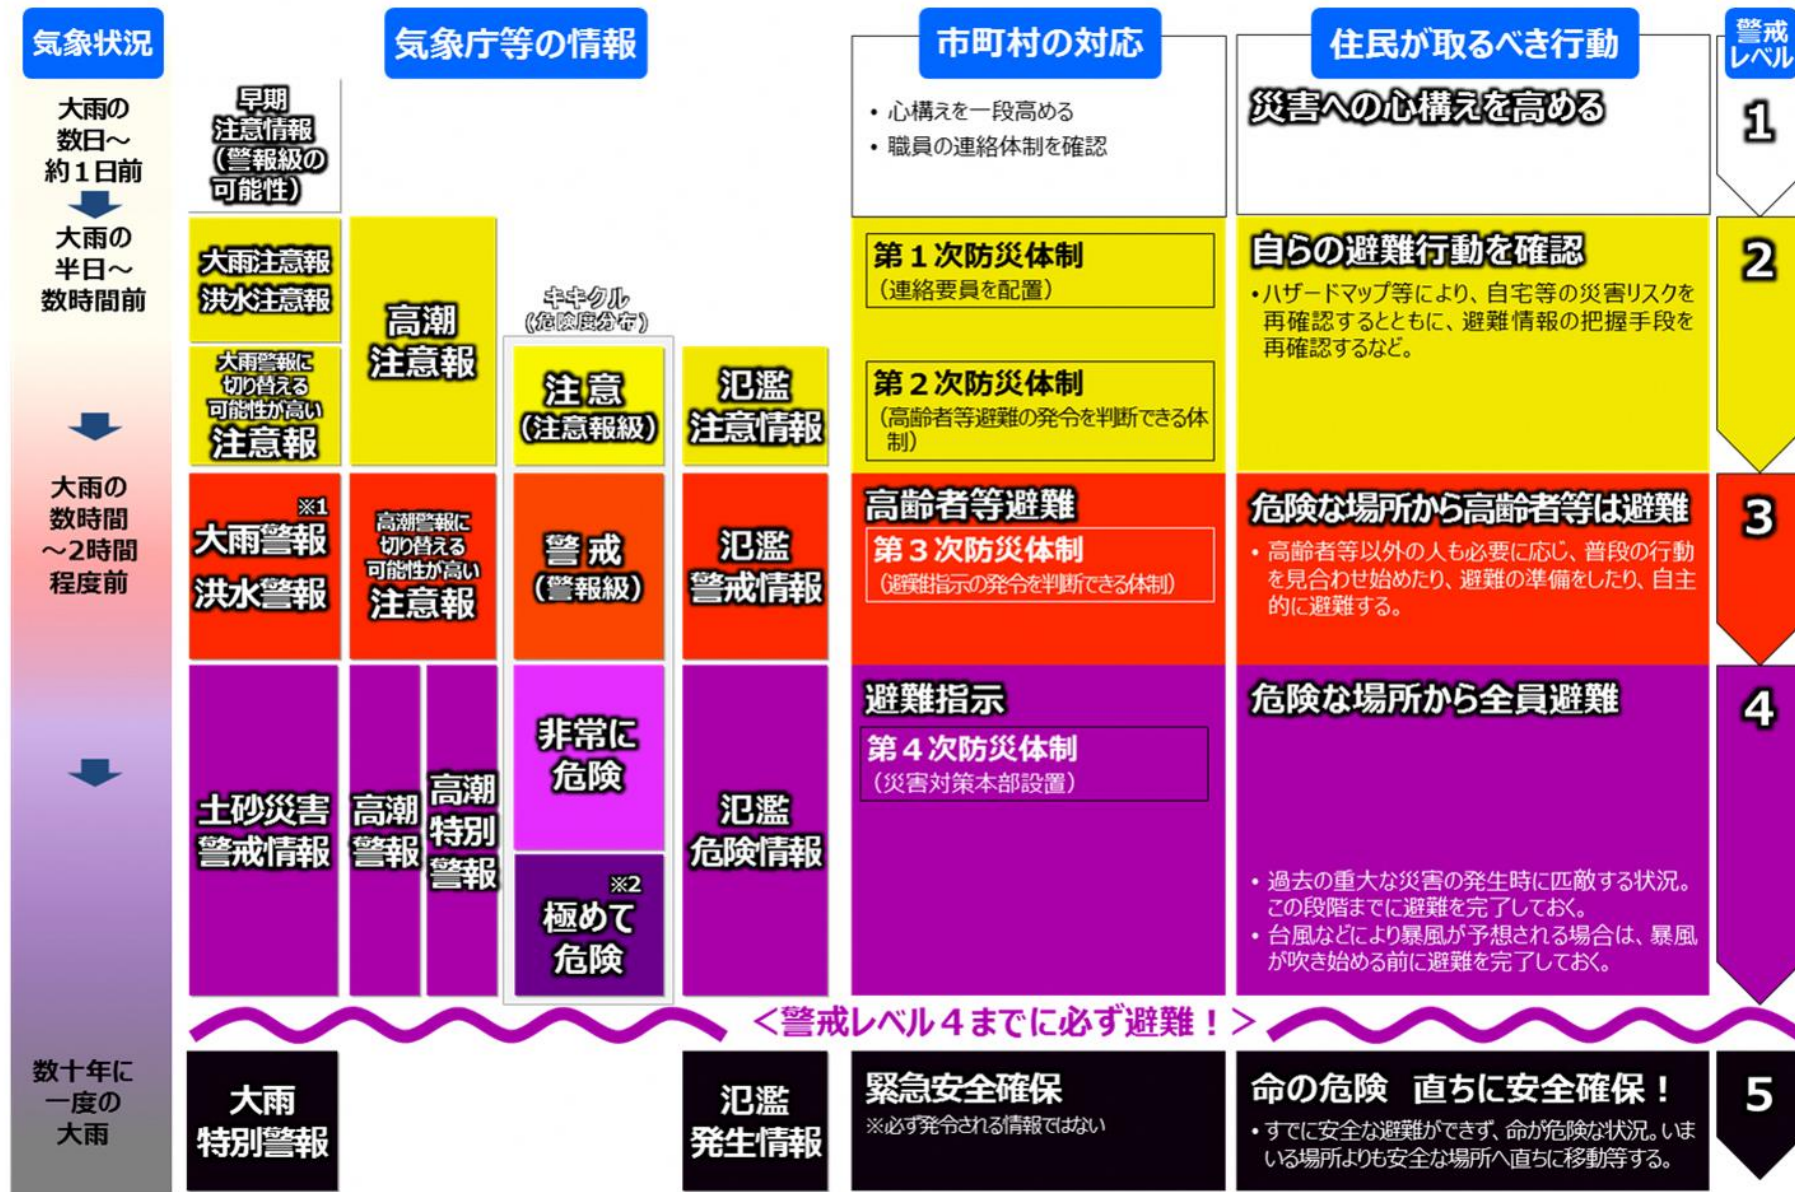 気象状況
気象庁等の情報
市町村の対応
住民が取るべき行動
警戒
レベル
大雨の
数日~
約1日前
早期
注意情報
(警報級の
可能性)
• 心構えを一段高める
• 職員の連絡体制を確認
災害への心構えを高める
1
大雨の
半日~
数時間前
大雨注意報
洪水注意報
大雨警報に
切り替える
可能性が高い
注意報
高潮
注意報
キキクル
(危険度分布)
注意
(注意報級)
氾濫
注意情報
第1次防災体制
(連絡要員を配置)
第2次防災体制
(高齢者等避難の発令を判断できる体
制)
自らの避難行動を確認
•ハザードマップ等により、自宅等の災害リスクを
再確認するとともに、避難情報の把握手段を
再確認するなど。
2
大雨の
数時間
~2時間
程度前
※1
大雨警報
洪水警報
高潮警報に
切り替える
可能性が高い
注意報
警戒
(警報級)
氾濫
警戒情報
高齢者等避難
第3次防災体制
(避難指示の発令を判断できる体制)
危険な場所から高齢者等は避難
• 高齢者等以外の人も必要に応じ、普段の行動
を見合わせ始めたり、避難の準備をしたり、自主
的に避難する。
3
土砂災害
警戒情報
高潮
警報
高潮
特別
警報
非常に
危険
※2
極めて
危険
氾濫
危険情報
避難指示
第4次防災体制
(災害対策本部設置)
危険な場所から全員避難
• 過去の重大な災害の発生時に匹敵する状況。
この段階までに避難を完了しておく。
• 台風などにより暴風が予想される場合は、暴風
が吹き始める前に避難を完了しておく。
4
<警戒レベル4までに必ず避難!>
数十年に
一度の
大雨
大雨
特別警報
氾濫
発生情報
緊急安全確保
※必ず発令される情報ではない
命の危険 直ちに安全確保!
• すでに安全な避難ができず、命が危険な状況。いま
いる場所よりも安全な場所へ直ちに移動等する。
5